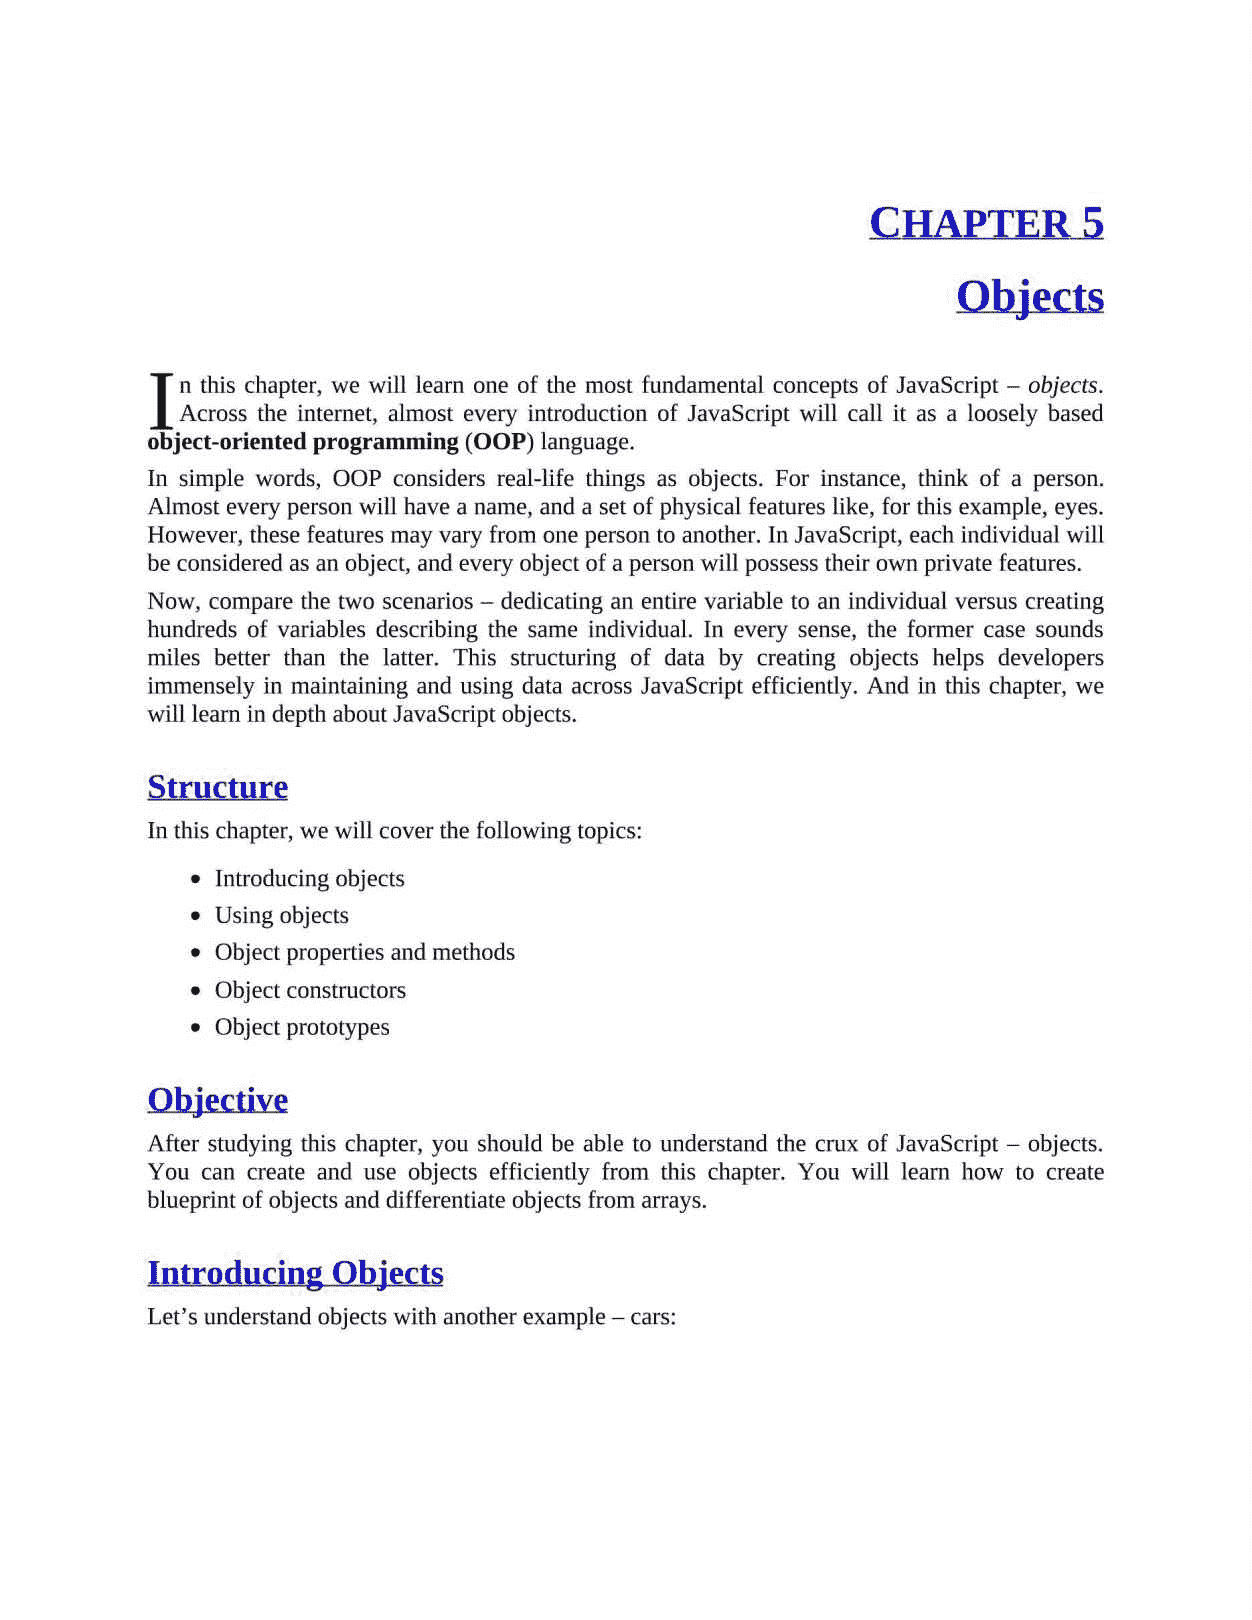 CHAPTER 5
Objects
In this chapter, we will learn one of the most fundamental concepts of JavaScript – objects.
Across the internet, almost every introduction of JavaScript will call it as a loosely based
object-oriented programming (OOP) language.
In simple words, OOP considers real-life things as objects. For instance, think of a person.
Almost every person will have a name, and a set of physical features like, for this example, eyes.
However, these features may vary from one person to another. In JavaScript, each individual will
be considered as an object, and every object of a person will possess their own private features.
Now, compare the two scenarios – dedicating an entire variable to an individual versus creating
hundreds of variables describing the same individual. In every sense, the former case sounds
miles better than the latter. This structuring of data by creating objects helps developers
immensely in maintaining and using data across JavaScript efficiently. And in this chapter, we
will learn in depth about JavaScript objects.
Structure
In this chapter, we will cover the following topics:
• Introducing objects
• Using objects
• Object properties and methods
• Object constructors
• Object prototypes
Objective
After studying this chapter, you should be able to understand the crux of JavaScript – objects.
You can create and use objects efficiently from this chapter. You will learn how to create
blueprint of objects and differentiate objects from arrays.
Introducing Objects
Let’s understand objects with another example – cars: